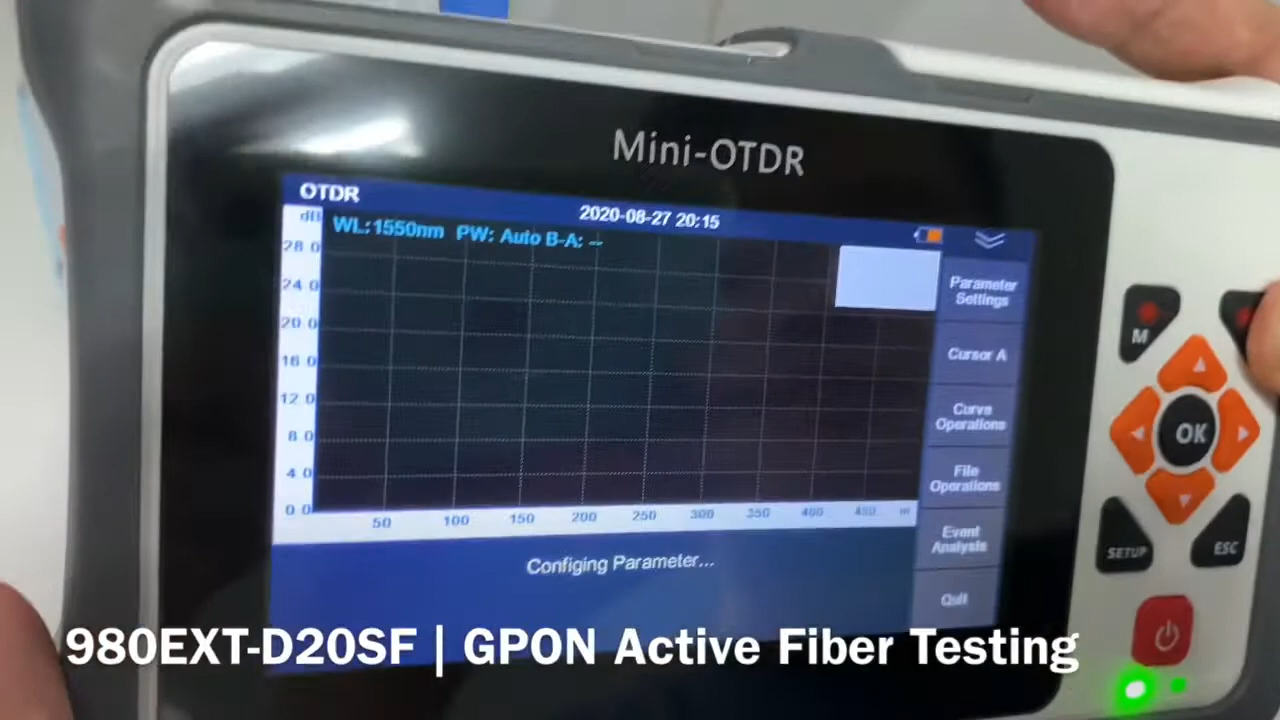 Mini-OTDR
OTDR
2020-08-27 20:15
dB
WL:1550nm PW: Auto B-A: --
28 0
24 0
20 0
16 0
12 0
8 0
4 0
0 0
50 100 150 200 250 300 350 400 450 m
Configing Parameter...
Parameter
Settings
Cursor A
Curve
Operations
File
Operations
Event
Analysis
Quit
M
OK
SETUP
ESC
980EXT-D20SF | GPON Active Fiber Testing